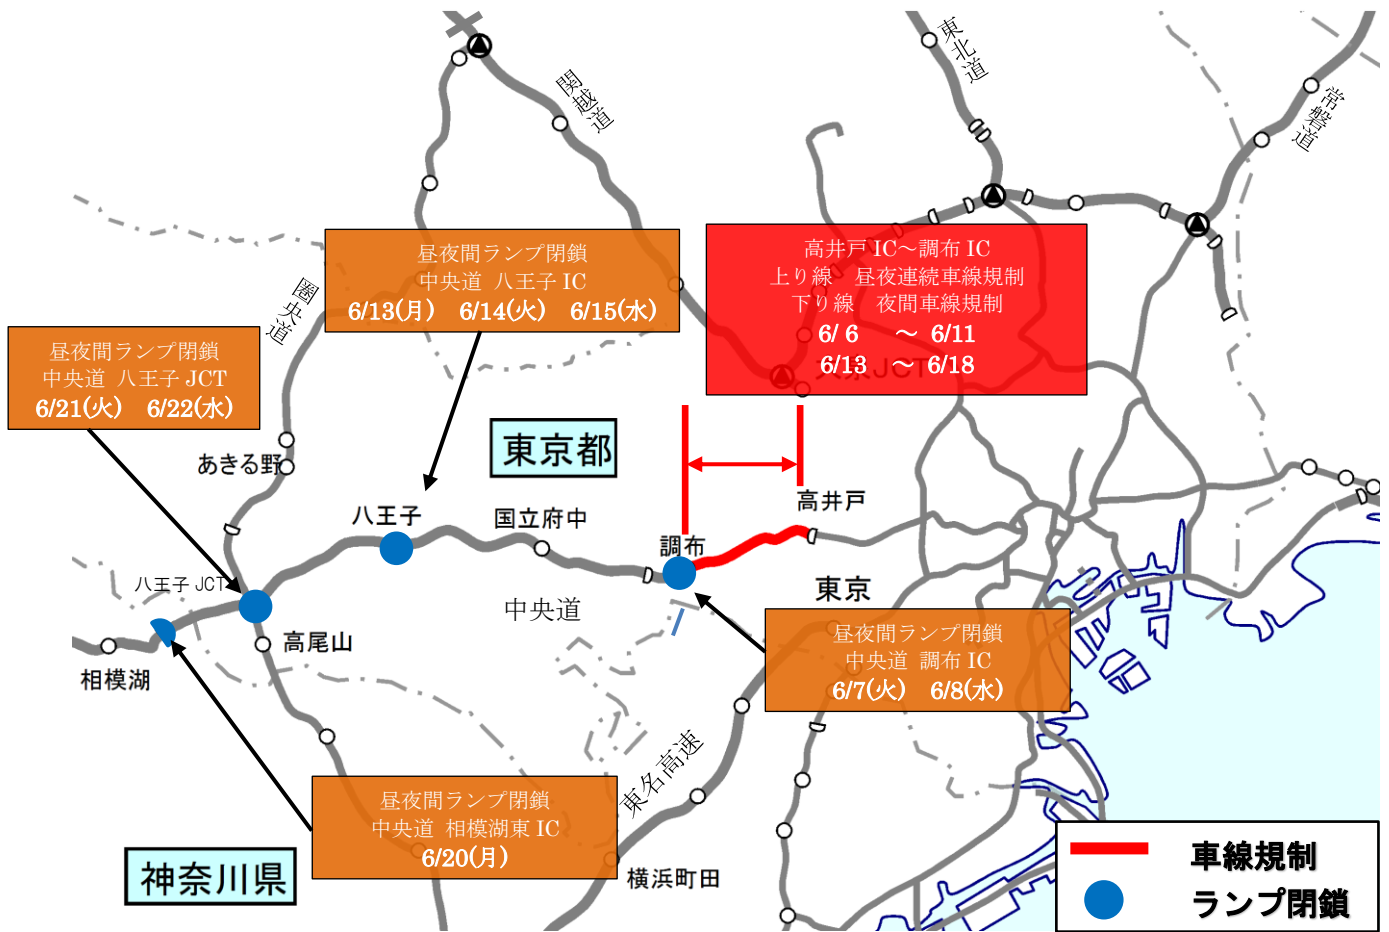 東北道
常磐道
関越道
圏央道
昼夜間ランプ閉鎖
中央道 八王子 IC
6/13(月) 6/14(火) 6/15(水)
高井戸 IC～調布 IC
上り線 昼夜連続車線規制
下り線 夜間車線規制
6/ 6 ～ 6/11
6/13 ～ 6/18
大泉JCT
昼夜間ランプ閉鎖
中央道 八王子 JCT
6/21(火) 6/22(水)
東京都
あきる野
八王子
国立府中
高井戸
調布
八王子 JCT
中央道
東京
高尾山
相模湖
昼夜間ランプ閉鎖
中央道 調布 IC
6/7(火) 6/8(水)
東名高速
昼夜間ランプ閉鎖
中央道 相模湖東 IC
6/20(月)
神奈川県
横浜町田
車線規制
ランプ閉鎖